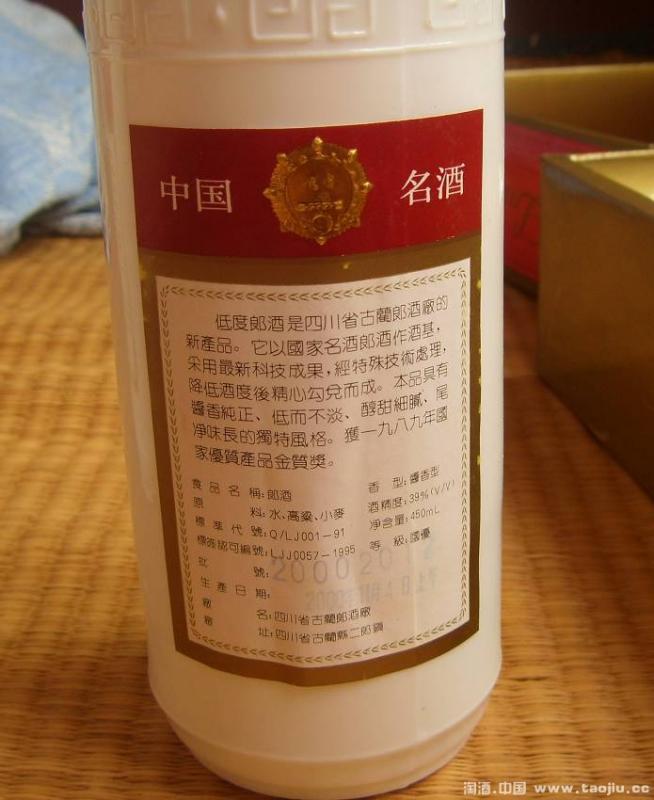 中国 名酒
低度郎酒是四川省古藺郎酒廠的
新產品。它以國家名酒郎酒作酒基，
采用最新科技成果，經特殊技術處理，
降低酒度後精心勾兌而成。本品具有
醬香純正、低而不淡、醇甜細膩、尾
凈味長的獨特風格。獲一九八九年國
家優質產品金質獎。
食品名稱：郎酒 香型：醬香型
原料：水、高粱、小麥 酒精度：39%(V/V)
標準代號：Q/LJ001-91 凈含量：450mL
標簽認可編號：LJJ0057-1995 等級：國優
批號：20002012
生產日期：
廠名：四川省古藺郎酒廠
廠址：四川省古藺縣二郎鎮
淘酒.中国 www.taojiu.cc